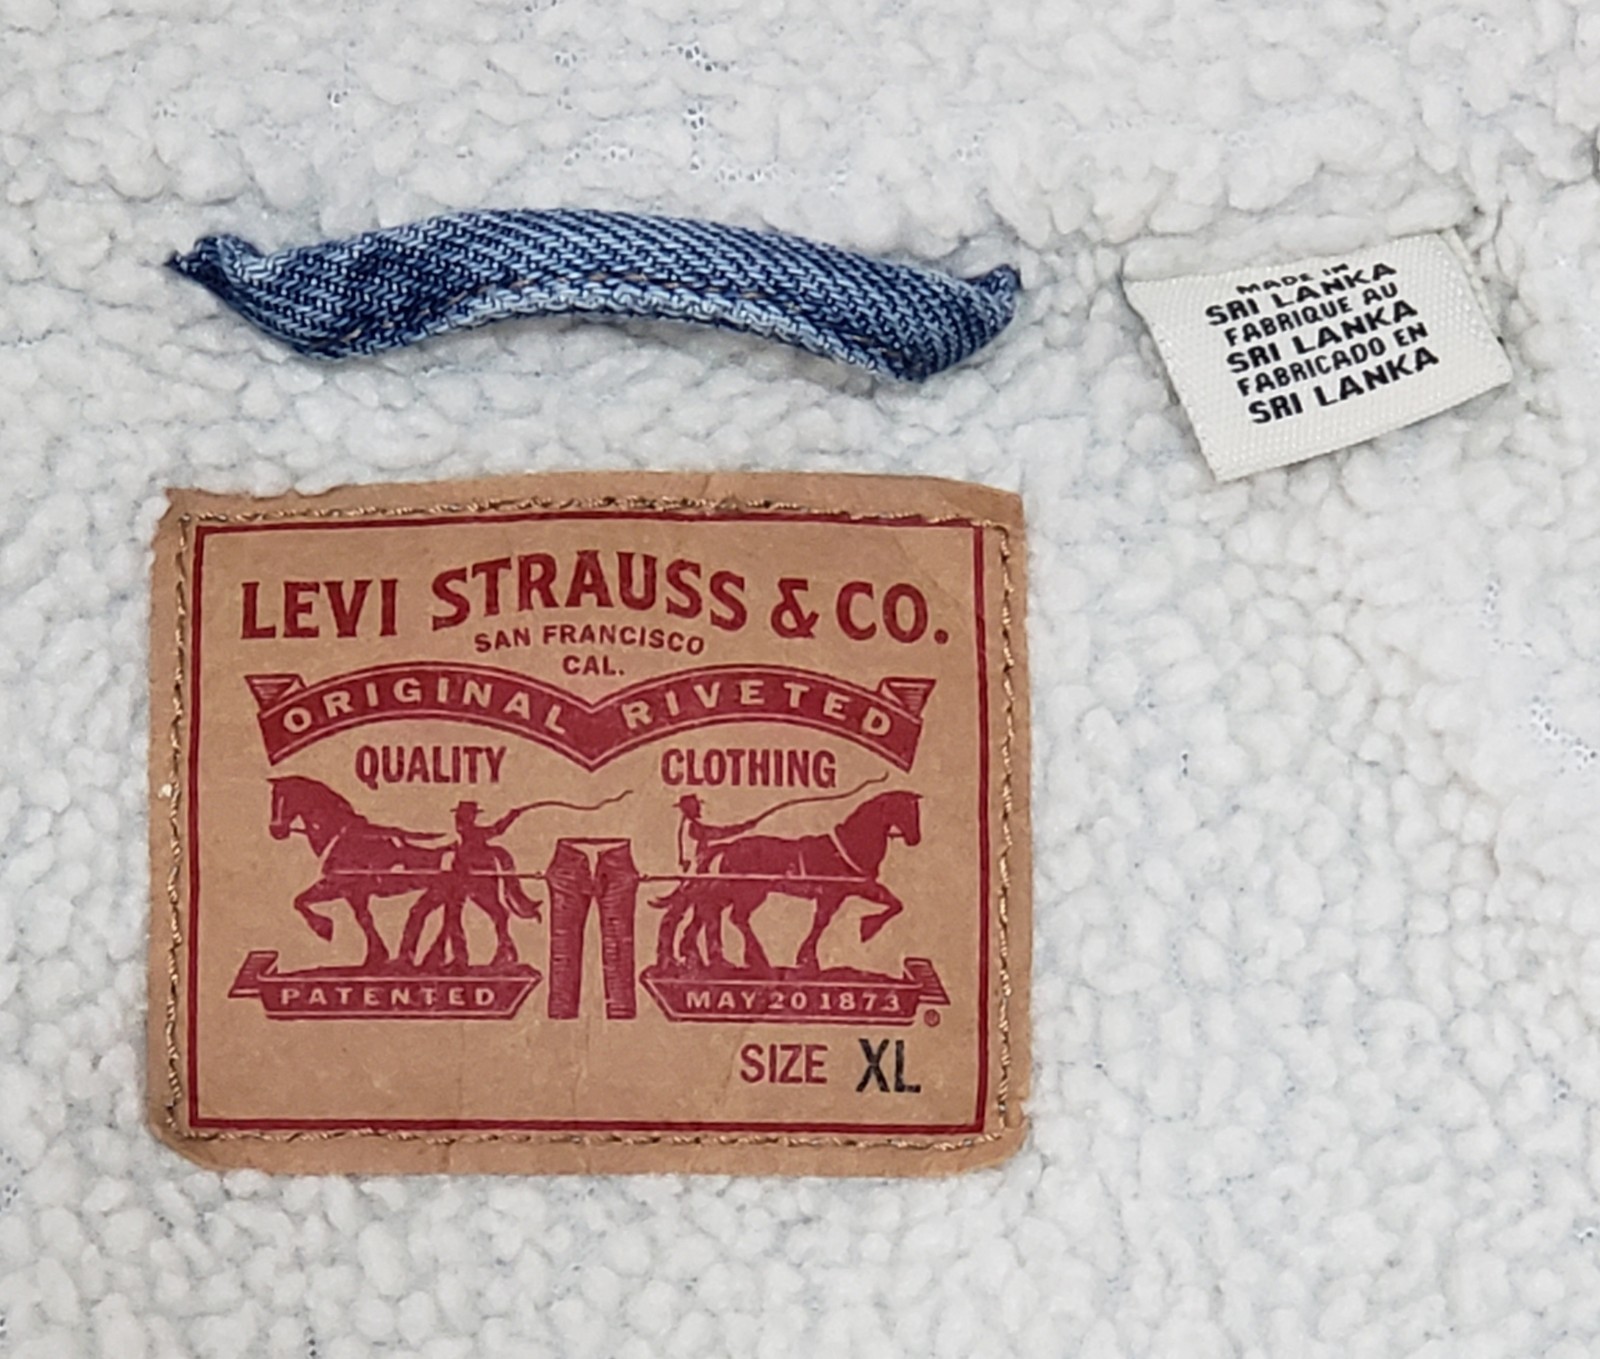 MADE IN
SRI LANKA
FABRIQUE AU
SRI LANKA
FABRICADO EN
SRI LANKA
LEVI STRAUSS & CO.
SAN FRANCISCO
CAL.
ORIGINAL RIVETED
QUALITY CLOTHING
PATENTED MAY 20 1873 ®
SIZE XL